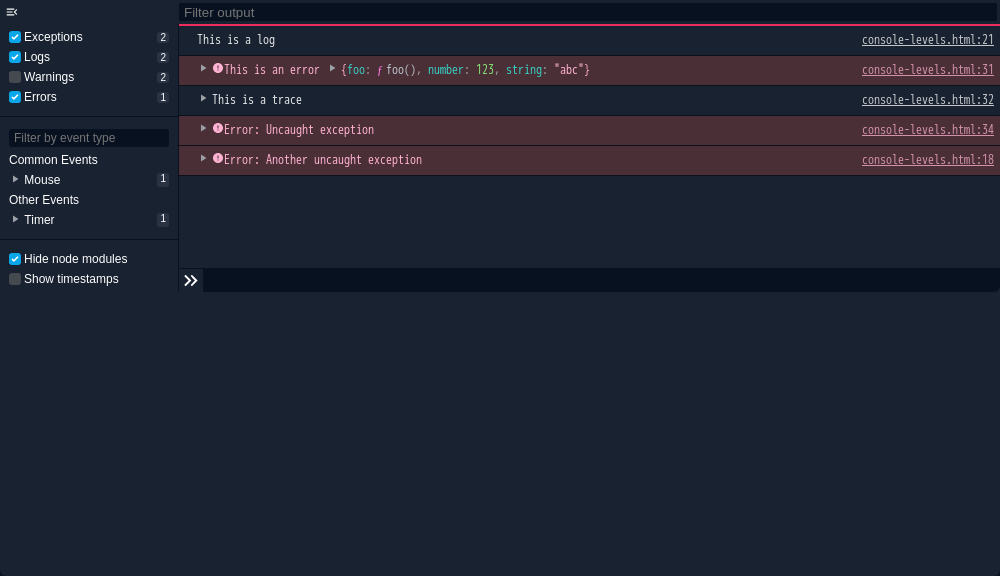 Filter output
Exceptions 2
Logs 2
Warnings 2
Errors 1
Filter by event type
Common Events
Mouse 1
Other Events
Timer 1
Hide node modules
Show timestamps
This is a log console-levels.html:21
This is an error {foo: ƒ foo(), number: 123, string: "abc"} console-levels.html:31
This is a trace console-levels.html:32
Error: Uncaught exception console-levels.html:34
Error: Another uncaught exception console-levels.html:18